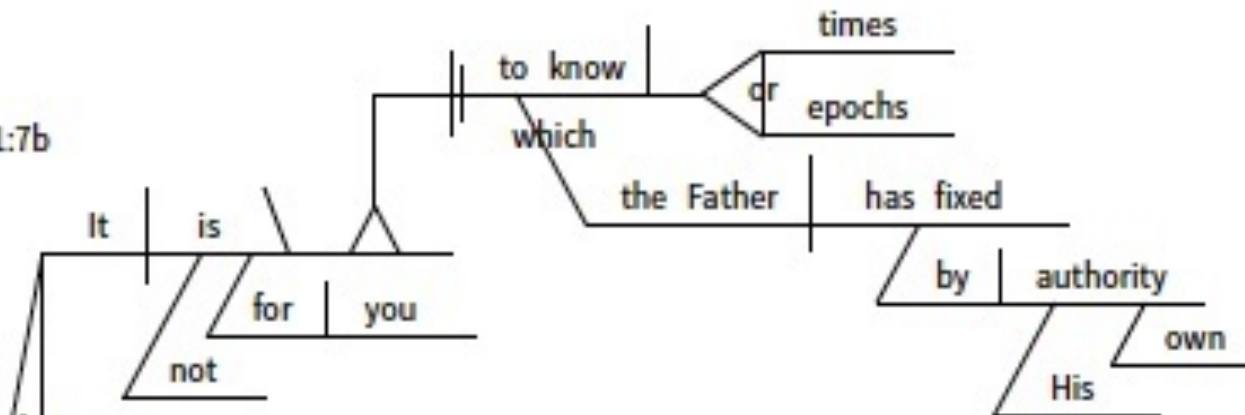 times
to know
or
epochs
which
1:7b
the Father has fixed
It is
by authority
for you
own
not
His